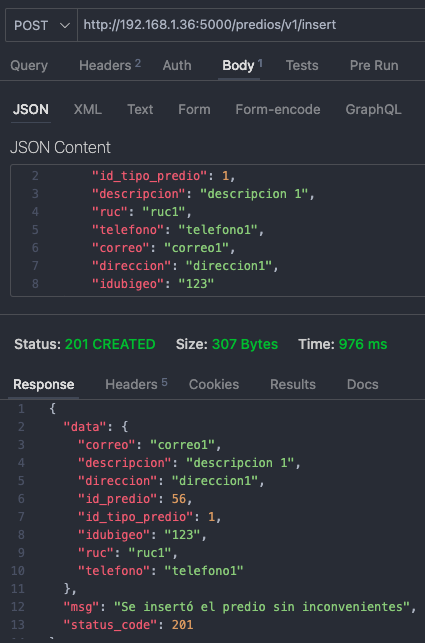 POST http://192.168.1.36:5000/predios/v1/insert
Query Headers 2 Auth Body 1 Tests Pre Run
JSON XML Text Form Form-encode GraphQL
JSON Content
2 "id_tipo_predio": 1,
3 "descripcion": "descripcion 1",
4 "ruc": "ruc1",
5 "telefono": "telefono1",
6 "correo": "correo1",
7 "direccion": "direccion1",
8 "idubigeo": "123"
Status: 201 CREATED Size: 307 Bytes Time: 976 ms
Response Headers 5 Cookies Results Docs
1 {
2 "data": {
3 "correo": "correo1",
4 "descripcion": "descripcion 1",
5 "direccion": "direccion1",
6 "id_predio": 56,
7 "id_tipo_predio": 1,
8 "idubigeo": "123",
9 "ruc": "ruc1",
10 "telefono": "telefono1"
11 },
12 "msg": "Se insertó el predio sin inconvenientes",
13 "status_code": 201